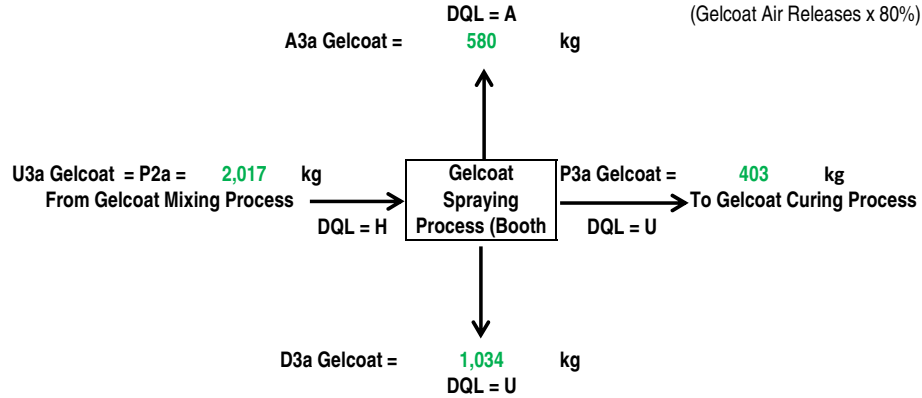 DQL = A (Gelcoat Air Releases x 80%)
A3a Gelcoat = 580 kg
U3a Gelcoat = P2a = 2,017 kg
From Gelcoat Mixing Process
DQL = H
Gelcoat
Spraying
Process (Booth
P3a Gelcoat = 403 kg
To Gelcoat Curing Process
DQL = U
D3a Gelcoat = 1,034 kg
DQL = U